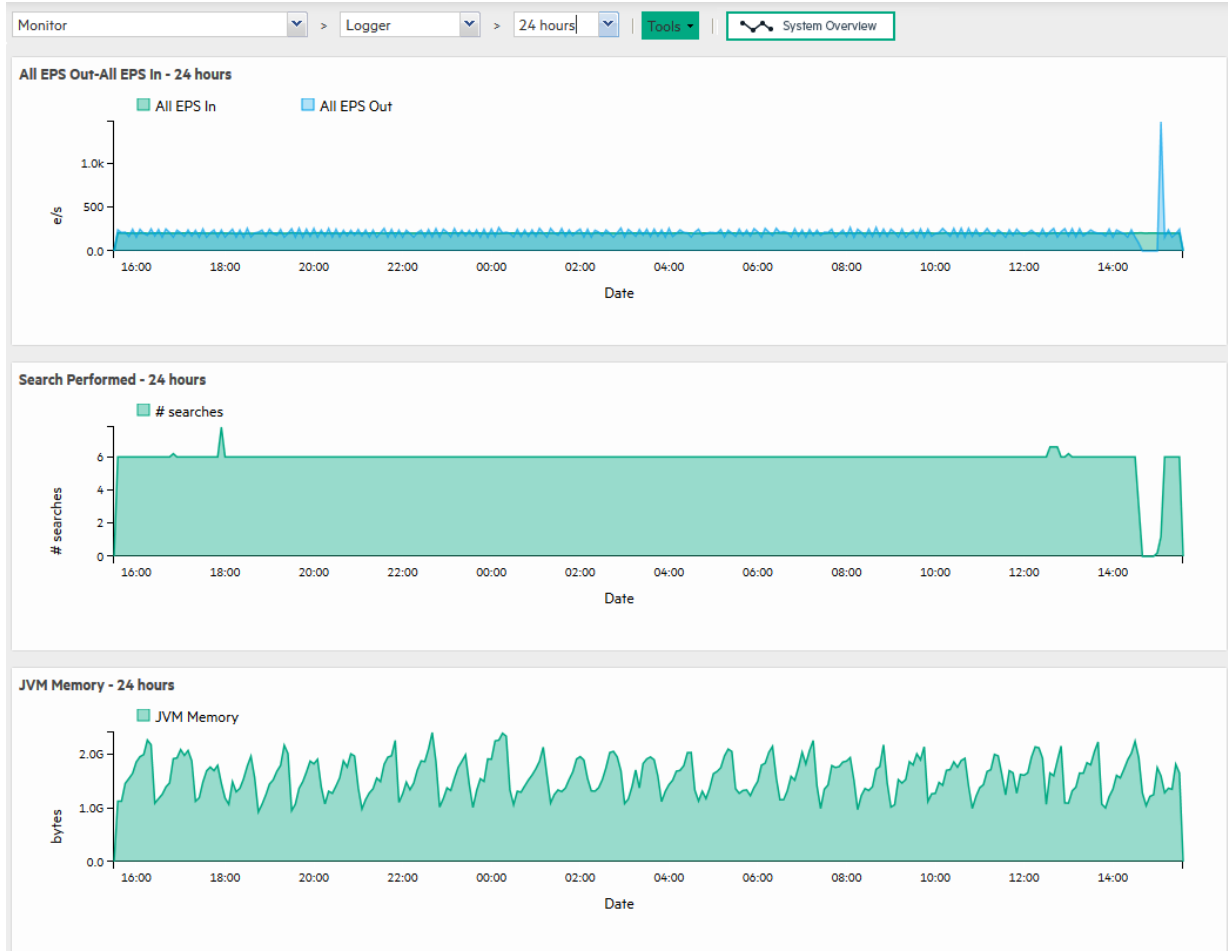 Monitor > Logger > 24 hours Tools System Overview
All EPS Out-All EPS In - 24 hours
All EPS In All EPS Out
1.0k
500
0.0
e/s
16:00 18:00 20:00 22:00 00:00 02:00 04:00 06:00 08:00 10:00 12:00 14:00
Date
Search Performed - 24 hours
# searches
6
4
2
0
# searches
16:00 18:00 20:00 22:00 00:00 02:00 04:00 06:00 08:00 10:00 12:00 14:00
Date
JVM Memory - 24 hours
JVM Memory
2.0G
1.0G
0.0
bytes
16:00 18:00 20:00 22:00 00:00 02:00 04:00 06:00 08:00 10:00 12:00 14:00
Date